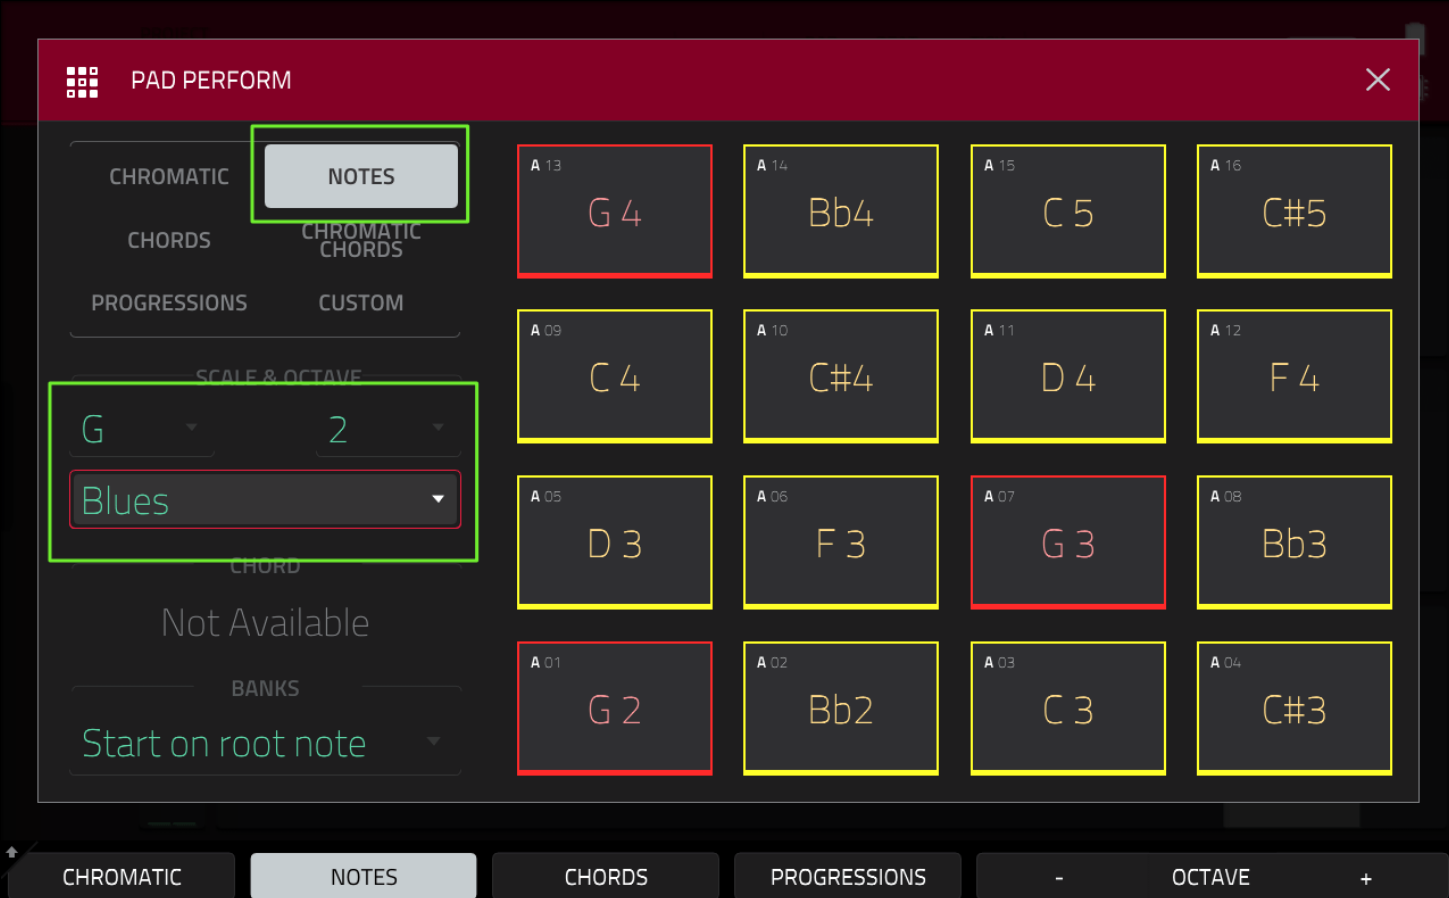 PAD PERFORM
CHROMATIC NOTES
CHORDS CHROMATIC CHORDS
PROGRESSIONS CUSTOM
SCALE & OCTAVE
G 2
Blues
CHORD
Not Available
BANKS
Start on root note
A 13 A 14 A 15 A 16
G 4 Bb4 C 5 C#5
A 09 A 10 A 11 A 12
C 4 C#4 D 4 F 4
A 05 A 06 A 07 A 08
D 3 F 3 G 3 Bb3
A 01 A 02 A 03 A 04
G 2 Bb2 C 3 C#3
CHROMATIC NOTES CHORDS PROGRESSIONS - OCTAVE +